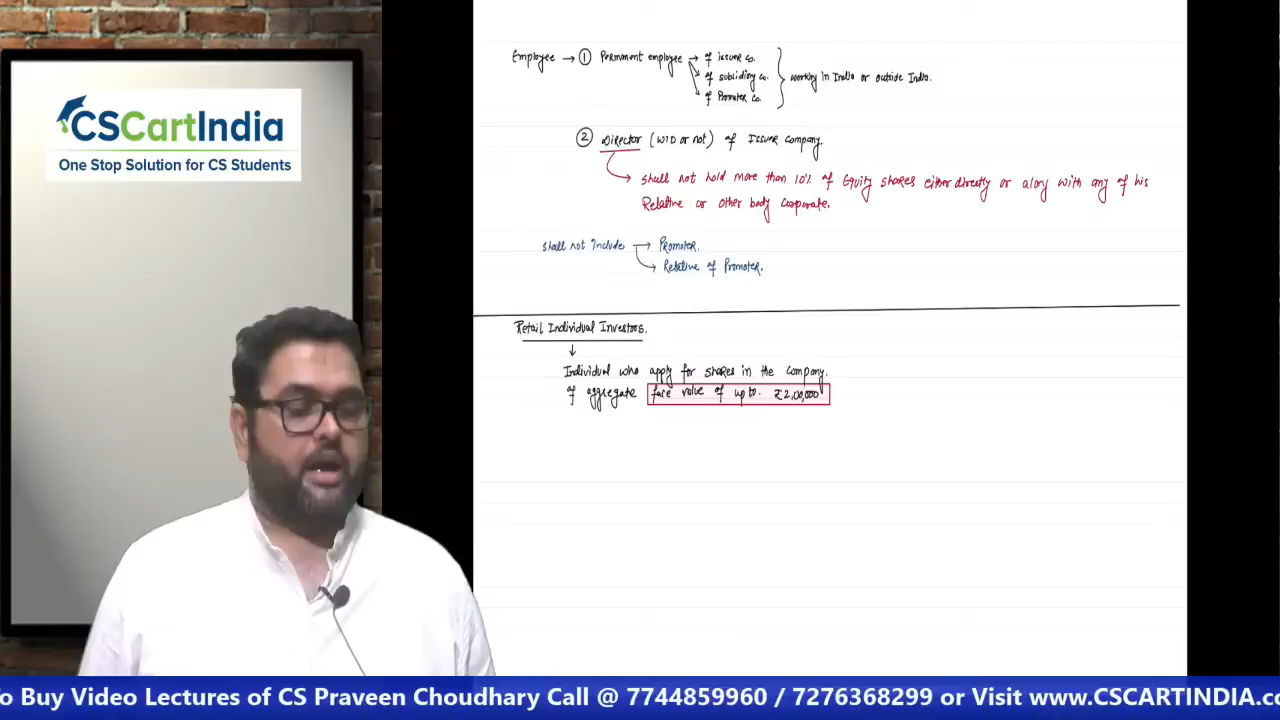 CSCartIndia
One Stop Solution for CS Students
Employee → ① Permanent employee → of issuer co.
of subsidiary co.
of Promoter co.
working in India or outside India.
② Director (WTD or not) of Issuer Company.
shall not hold more than 10% of Equity shares either directly or along with any of his
Relative or other body corporate.
shall not include → Promoter.
Relative of Promoter.
Retail Individual Investors.
↓
Individual who apply for shares in the company.
of aggregate face value of upto. ₹2,00,000
To Buy Video Lectures of CS Praveen Choudhary Call @ 7744859960 / 7276368299 or Visit www.CSCARTINDIA.co